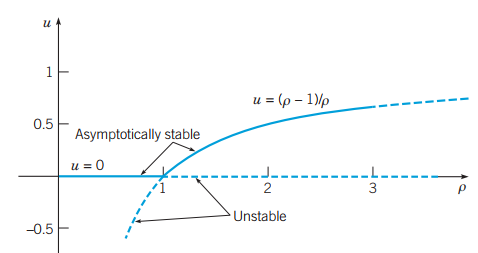 u
1
u = (ρ – 1)/ρ
0.5
Asymptotically stable
u = 0
1
2
3
ρ
Unstable
–0.5